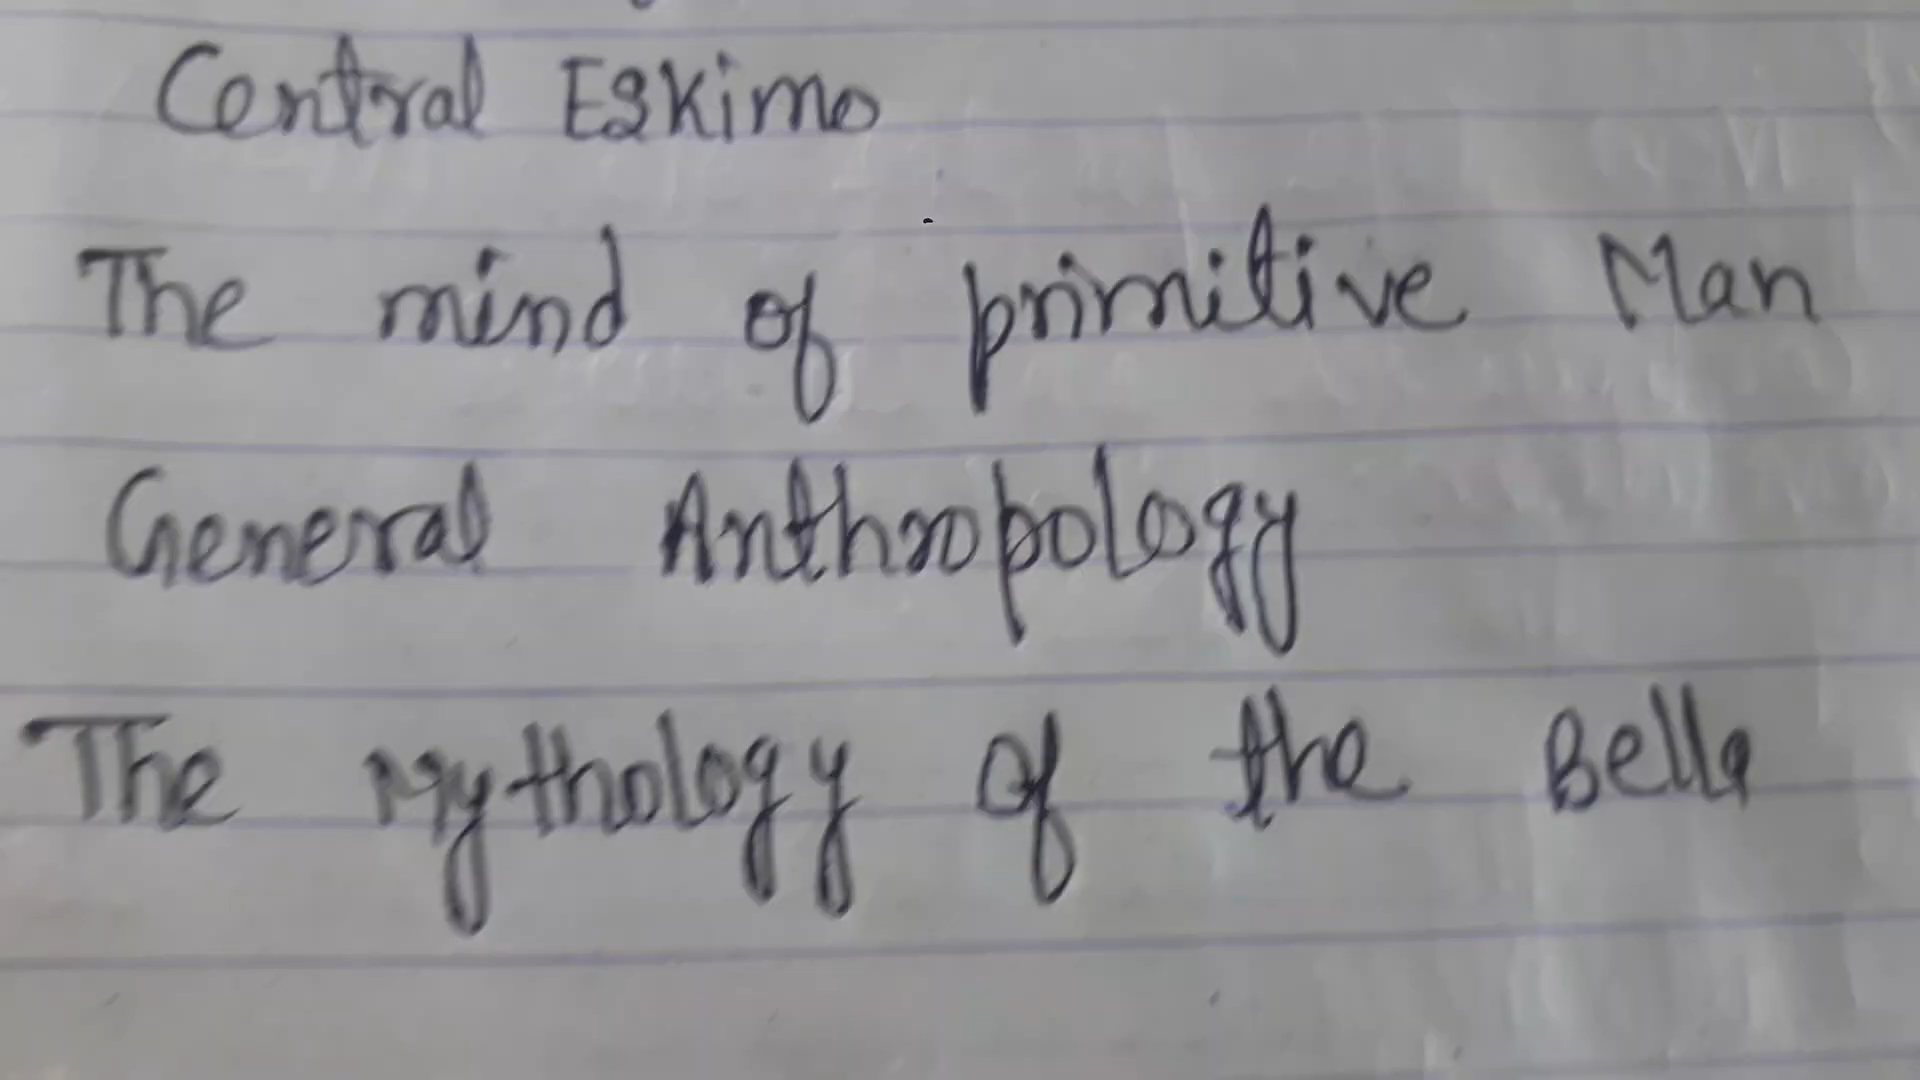 Central Eskimo
The mind of primitive Man
General Anthropology
The Mythology of the Bella